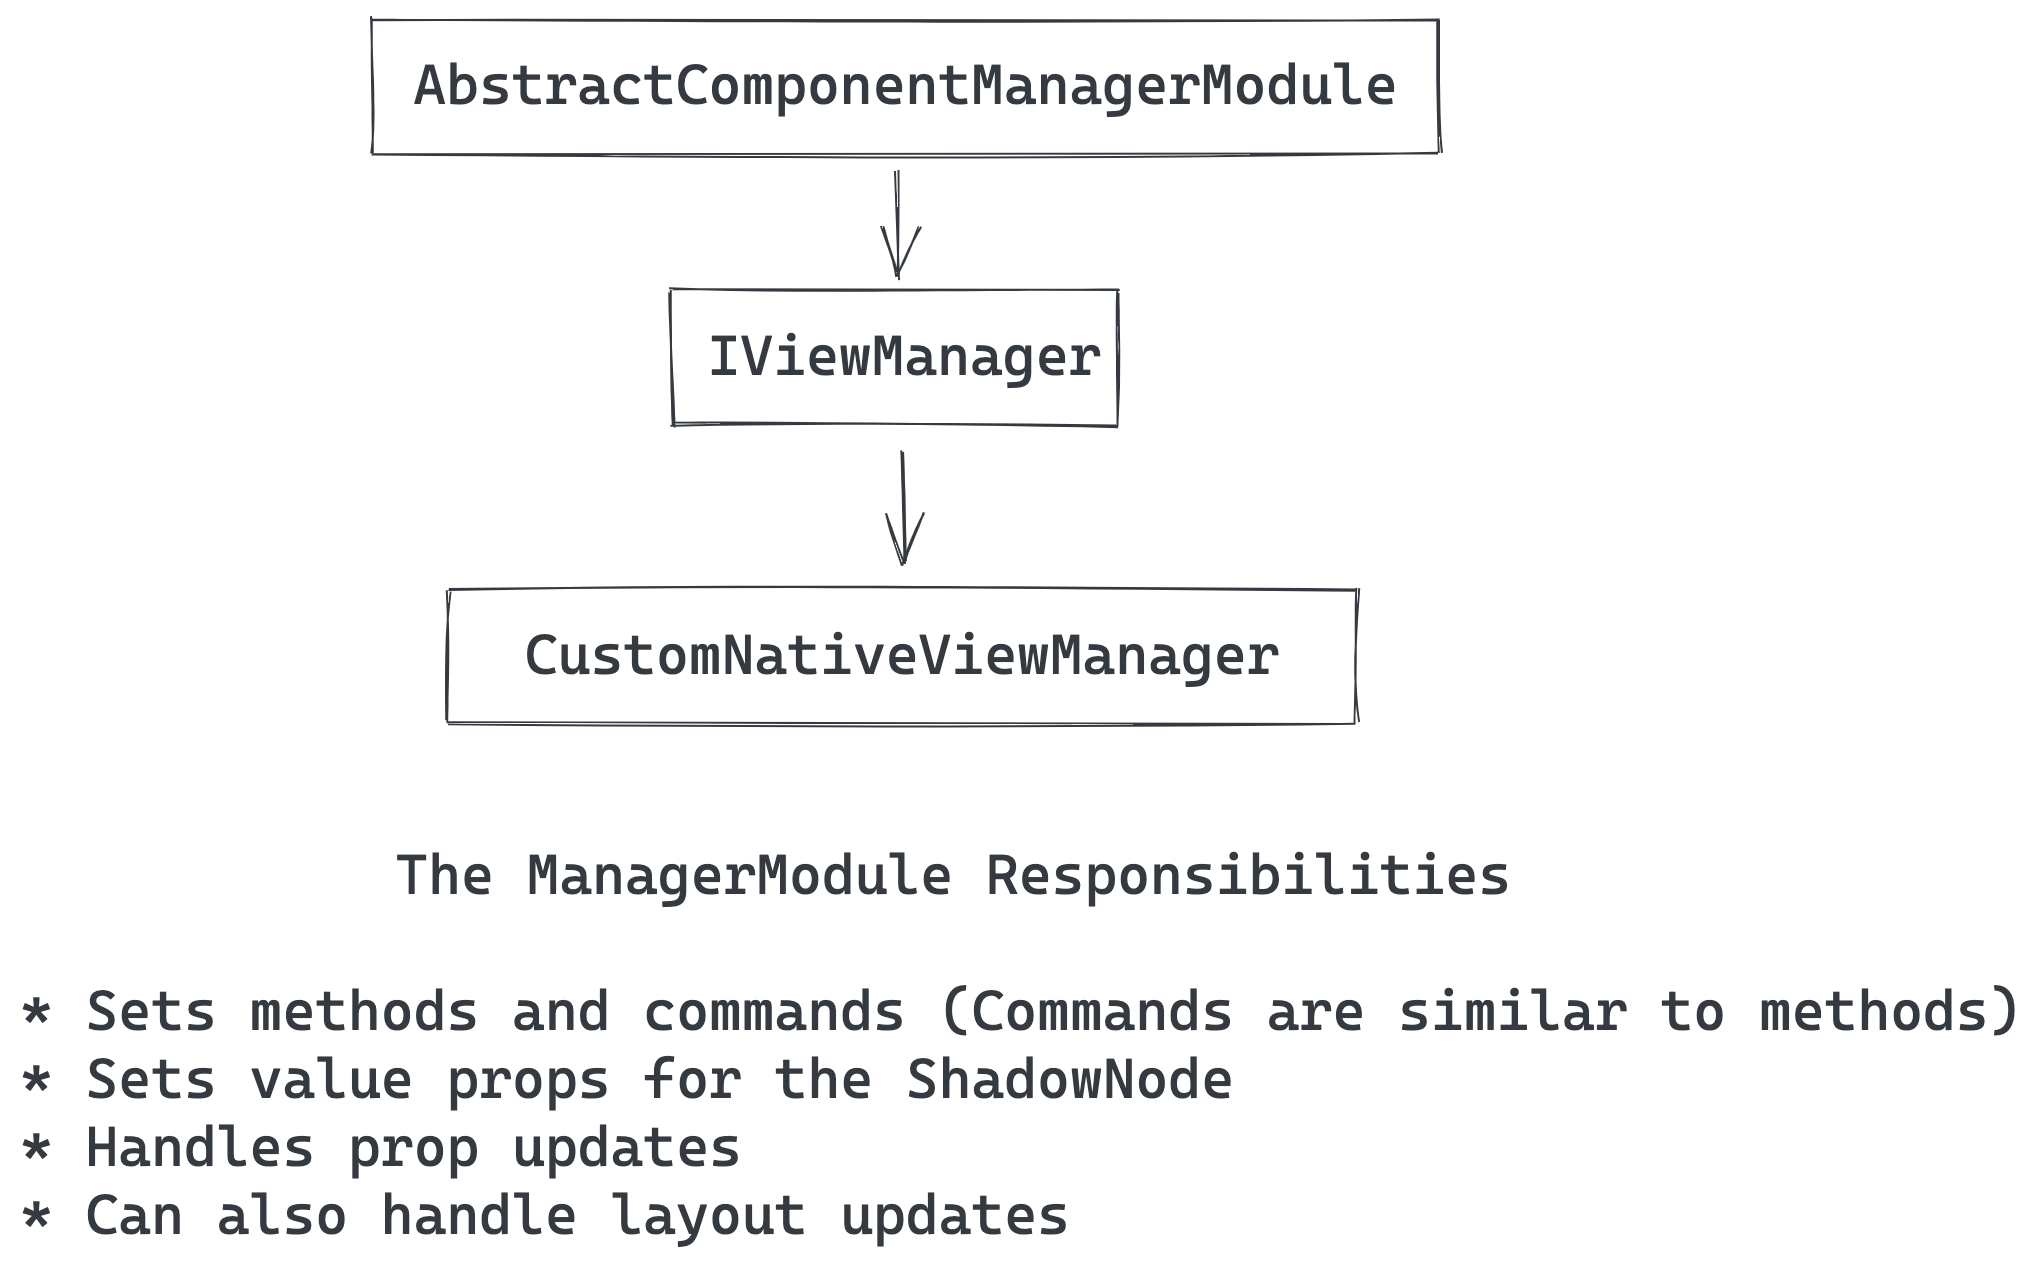 AbstractComponentManagerModule
IViewManager
CustomNativeViewManager
The ManagerModule Responsibilities
* Sets methods and commands (Commands are similar to methods)
* Sets value props for the ShadowNode
* Handles prop updates
* Can also handle layout updates